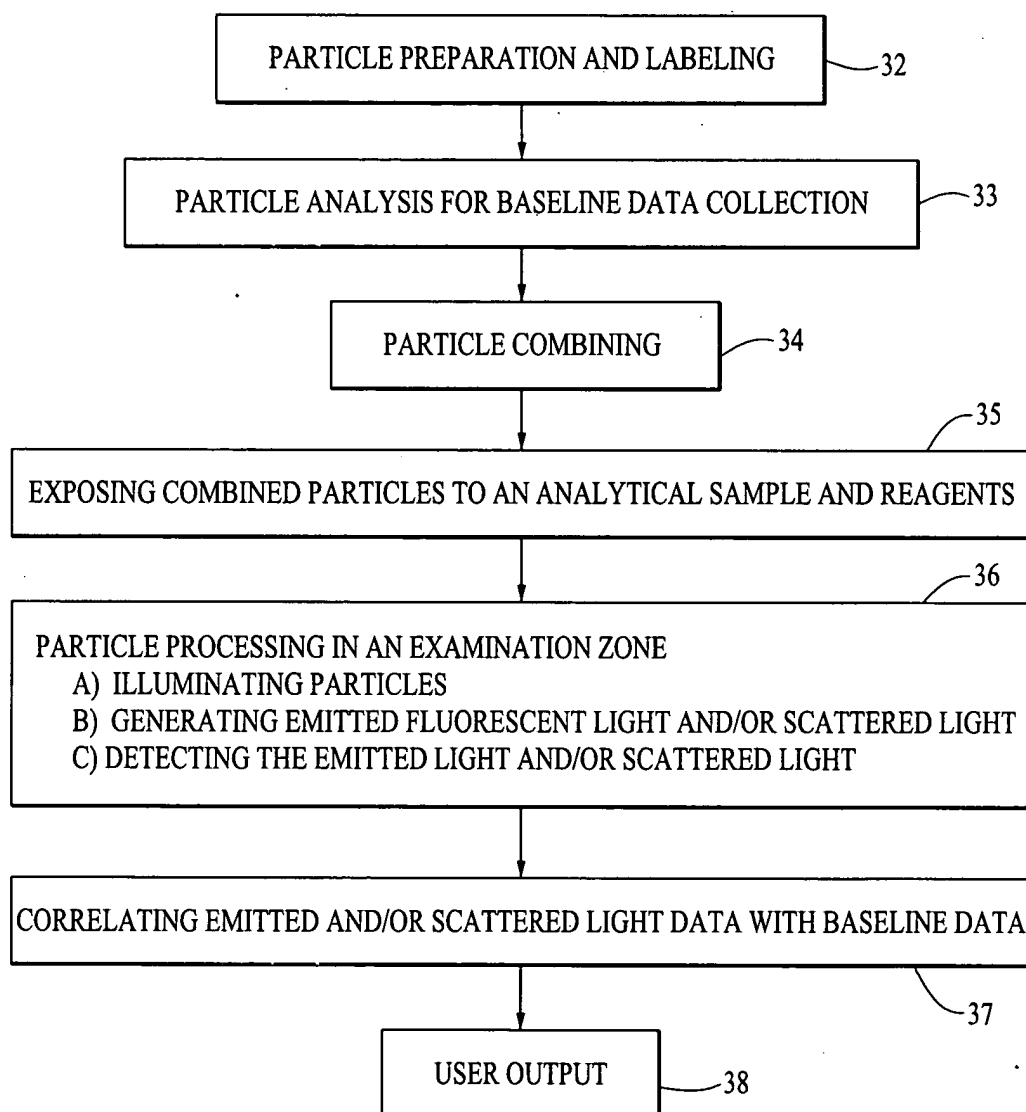 PARTICLE PREPARATION AND LABELING
32
PARTICLE ANALYSIS FOR BASELINE DATA COLLECTION
33
PARTICLE COMBINING
34
35
EXPOSING COMBINED PARTICLES TO AN ANALYTICAL SAMPLE AND REAGENTS
36
PARTICLE PROCESSING IN AN EXAMINATION ZONE
A) ILLUMINATING PARTICLES
B) GENERATING EMITTED FLUORESCENT LIGHT AND/OR SCATTERED LIGHT
C) DETECTING THE EMITTED LIGHT AND/OR SCATTERED LIGHT
CORRELATING EMITTED AND/OR SCATTERED LIGHT DATA WITH BASELINE DATA
37
USER OUTPUT
38